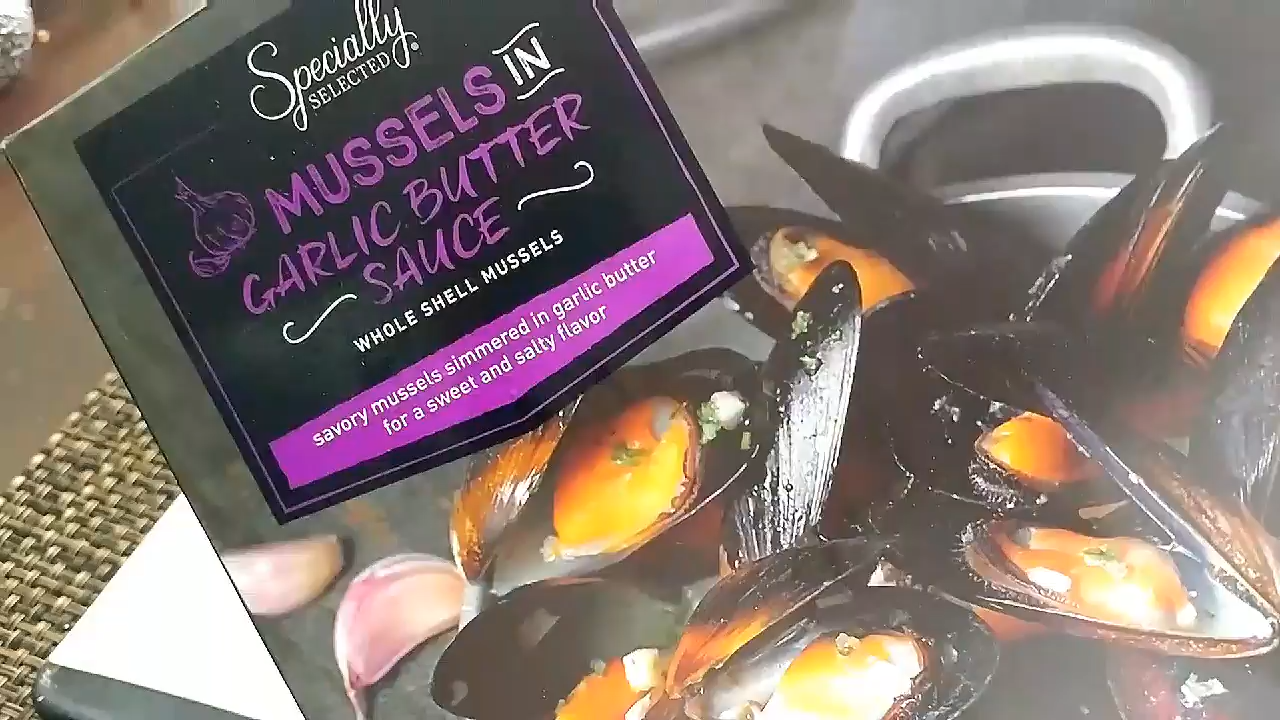 Specially
SELECTED®
MUSSELS IN
GARLIC BUTTER
SAUCE
WHOLE SHELL MUSSELS
savory mussels simmered in garlic butter
for a sweet and salty flavor